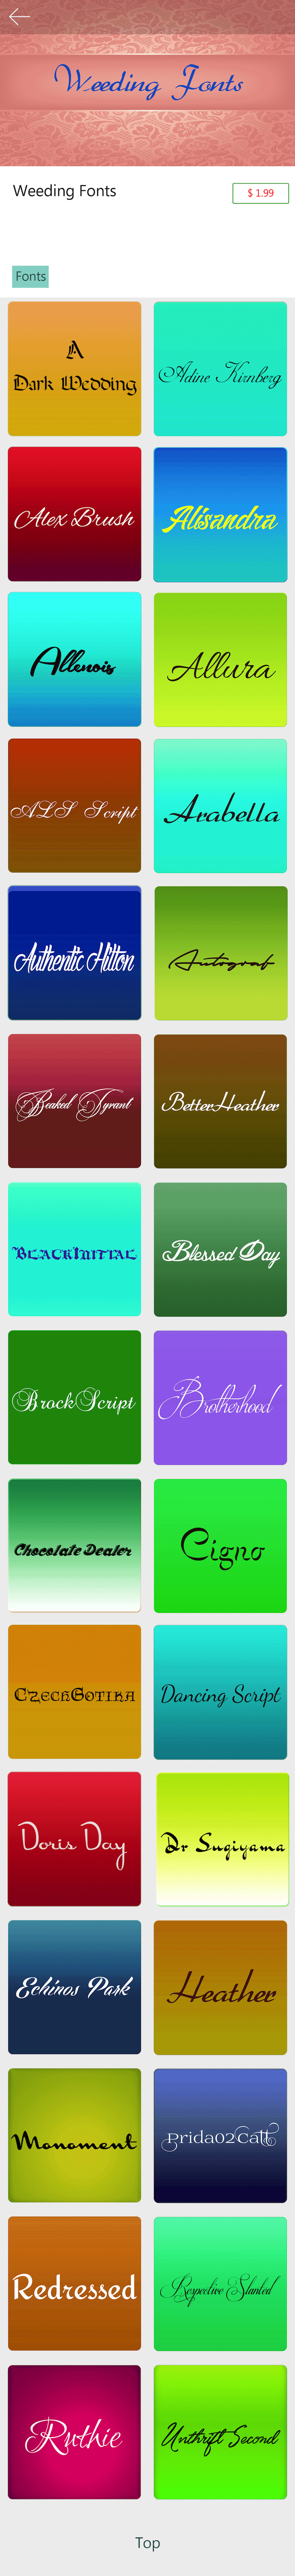 Weeding Fonts
Weeding Fonts
$ 1.99
Fonts
A
Dark Wedding
Adine Kirnberg
Alex Brush
Alisandra
Allenois
Allura
ALS Script
Arabella
Authentic Hilton
Autograf
Beaked Tyrant
BetterHeather
BlackInitial
Blessed Day
BrockScript
Brotherhood
Chocolate Dealer
Cigno
CzechGotika
Dancing Script
Doris Day
Dr Sugiyama
Echinos Park
Heather
Monoment
Prida02Calt
Redressed
Respective Slanted
Ruthie
Unthrift Second
Top